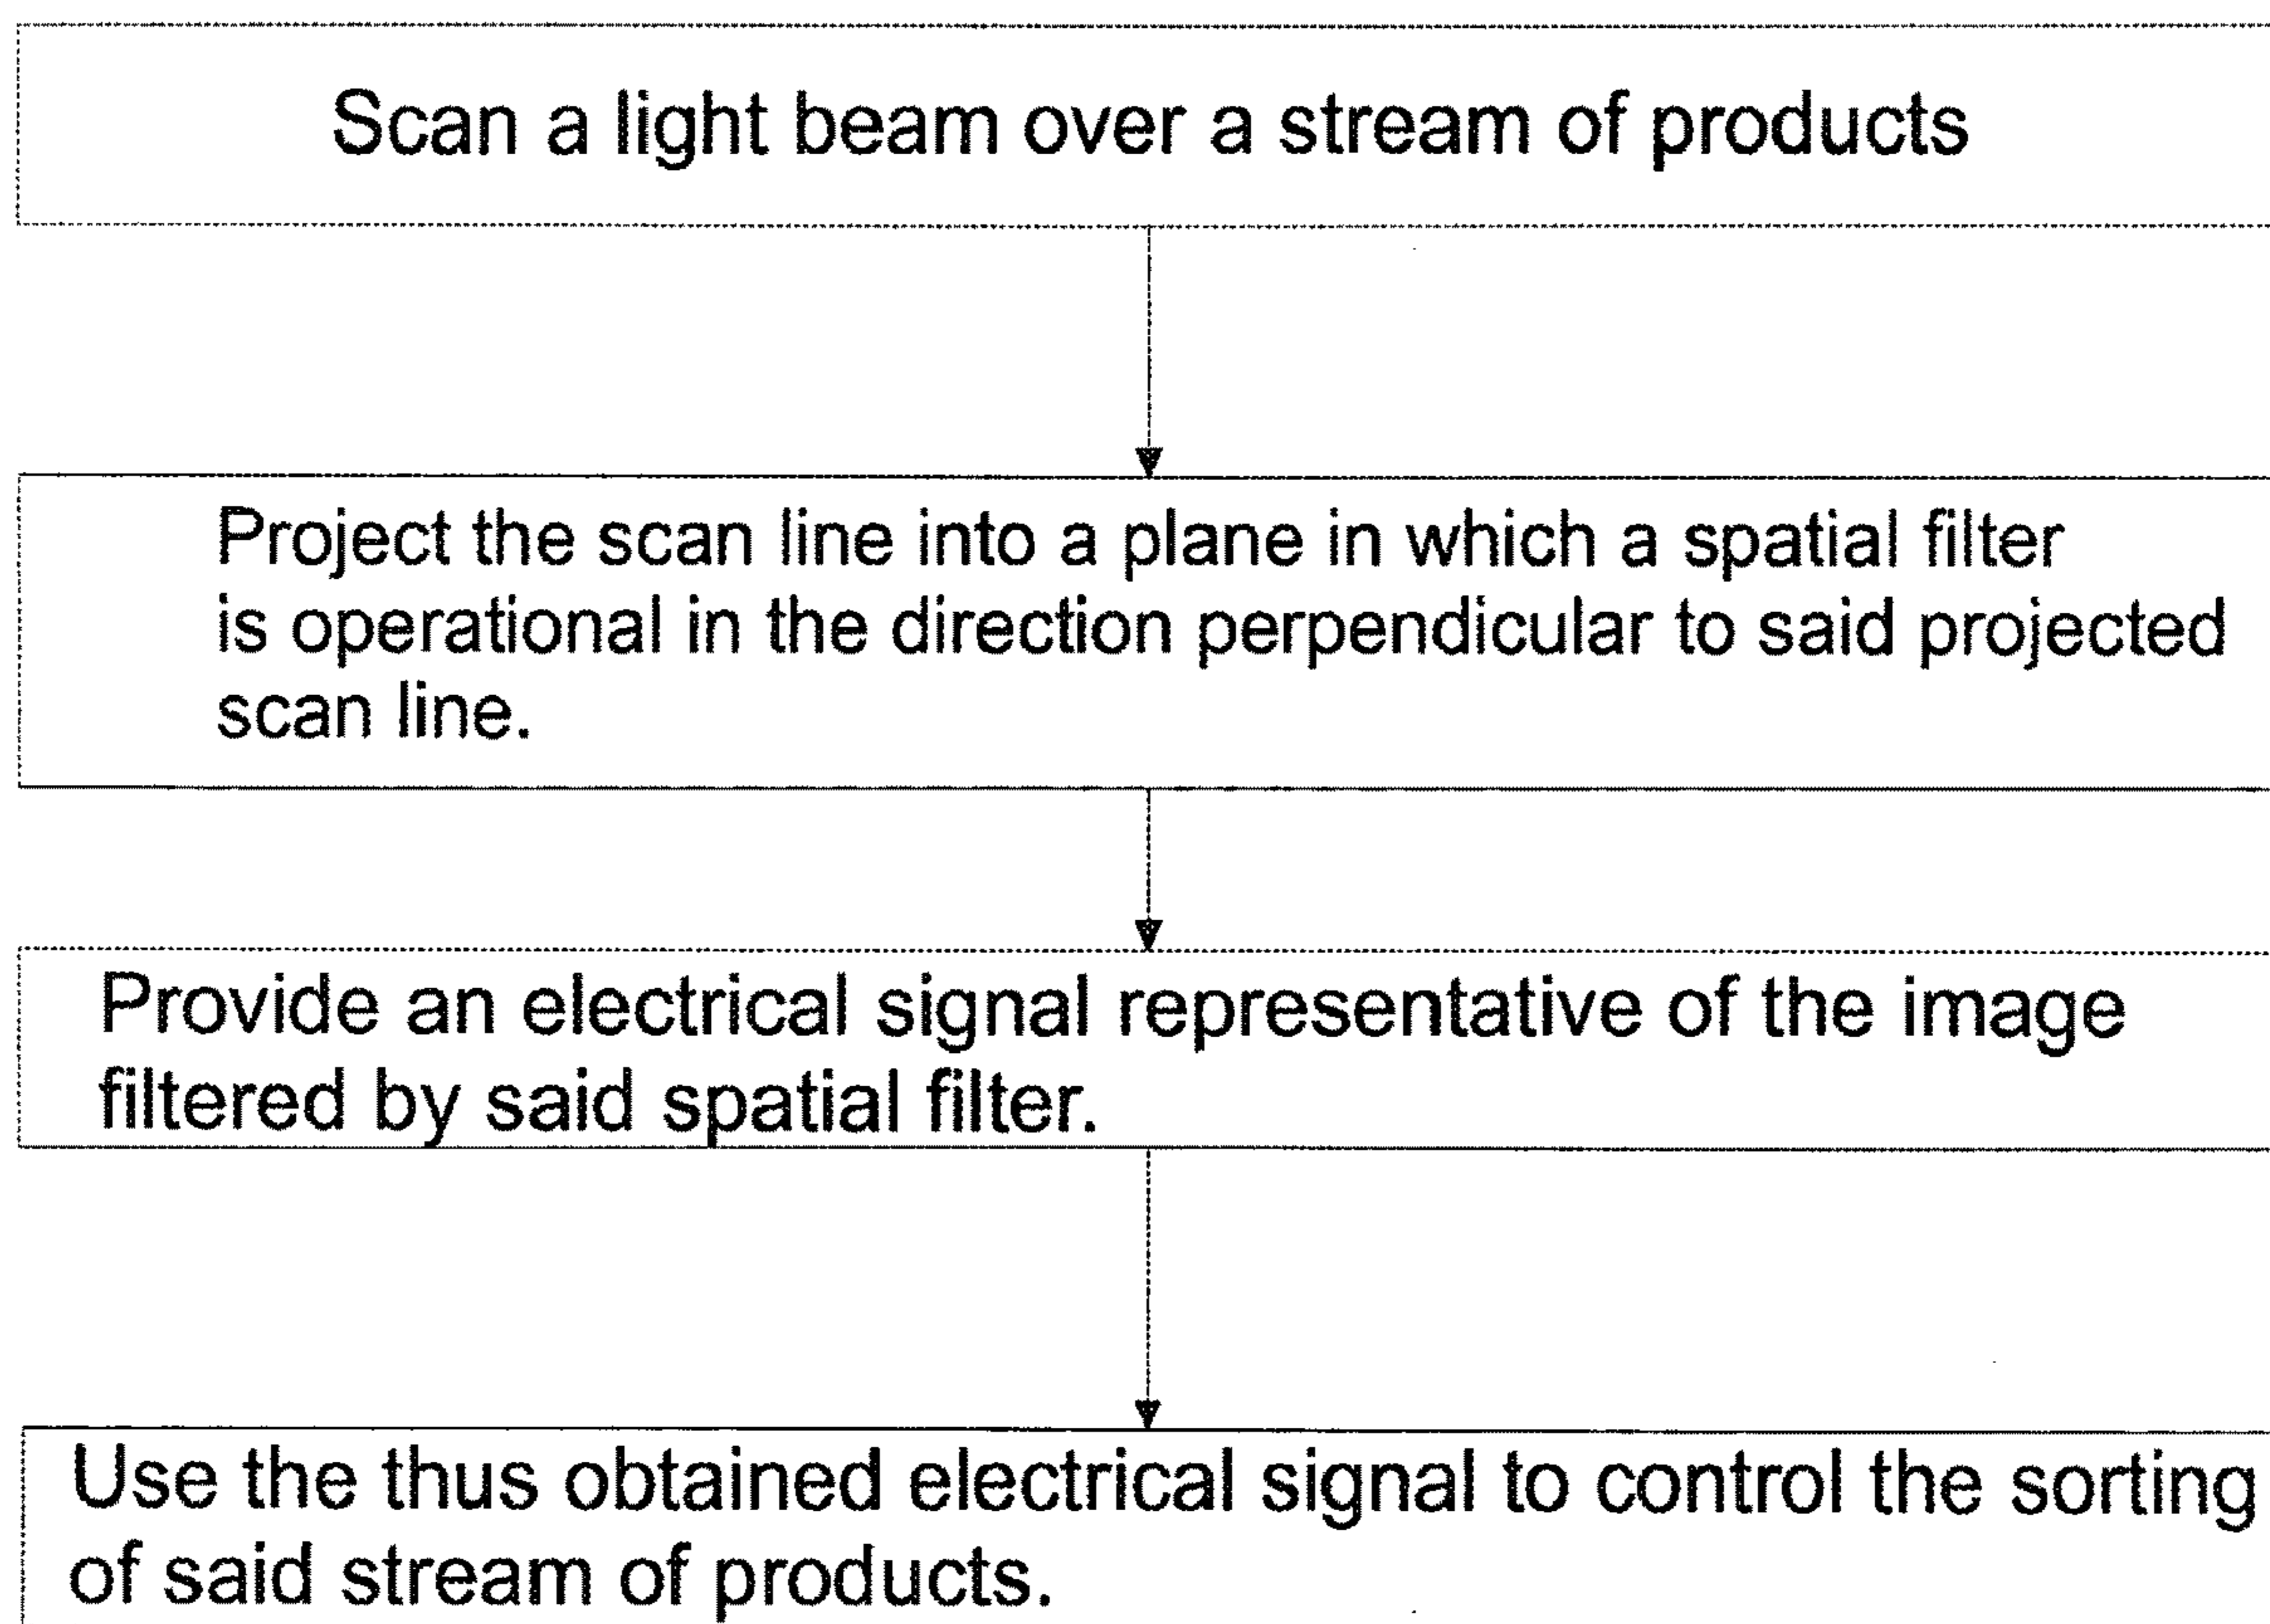 Scan a light beam over a stream of products
Project the scan line into a plane in which a spatial filter
is operational in the direction perpendicular to said projected
scan line.
Provide an electrical signal representative of the image
filtered by said spatial filter.
Use the thus obtained electrical signal to control the sorting
of said stream of products.